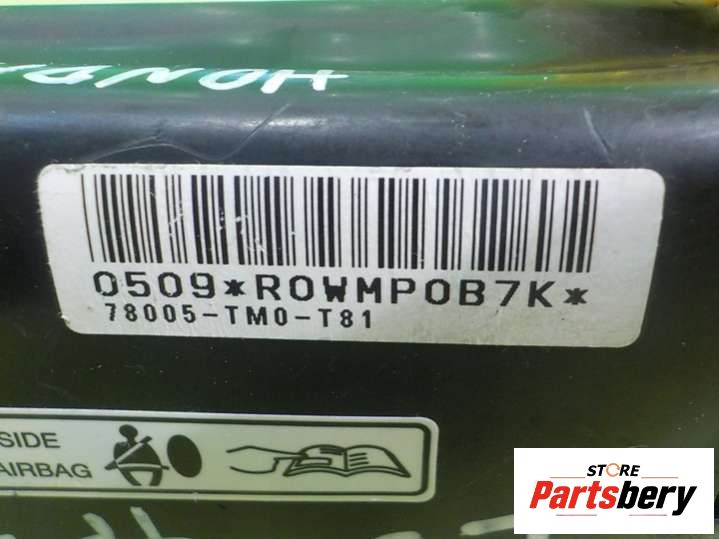 HONDA
0509*R0WMP0B7K*
78005-TM0-T81
SIDE
AIRBAG
STORE
Partsbery